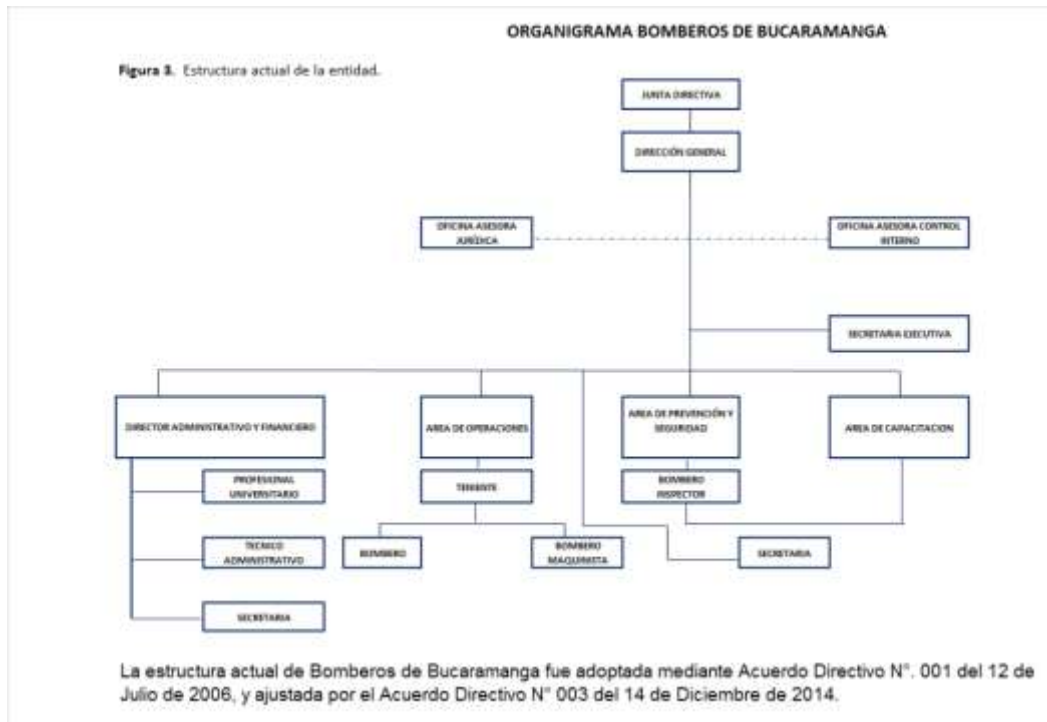 ORGANIGRAMA BOMBEROS DE BUCARAMANGA
Figura 3. Estructura actual de la entidad.
JUNTA DIRECTIVA
DIRECCIÓN GENERAL
OFICINA ASESORA
JURÍDICA
OFICINA ASESORA CONTROL
INTERNO
SECRETARIA EJECUTIVA
DIRECTOR ADMINISTRATIVO Y FINANCIERO
AREA DE OPERACIONES
AREA DE PREVENCIÓN Y
SEGURIDAD
AREA DE CAPACITACION
PROFESIONAL
UNIVERSITARIO
TENIENTE
BOMBERO
INSPECTOR
TECNICO
ADMINISTRATIVO
BOMBERO
BOMBERO
MAQUINISTA
SECRETARIA
SECRETARIA
La estructura actual de Bomberos de Bucaramanga fue adoptada mediante Acuerdo Directivo N°. 001 del 12 de
Julio de 2006, y ajustada por el Acuerdo Directivo N° 003 del 14 de Diciembre de 2014.